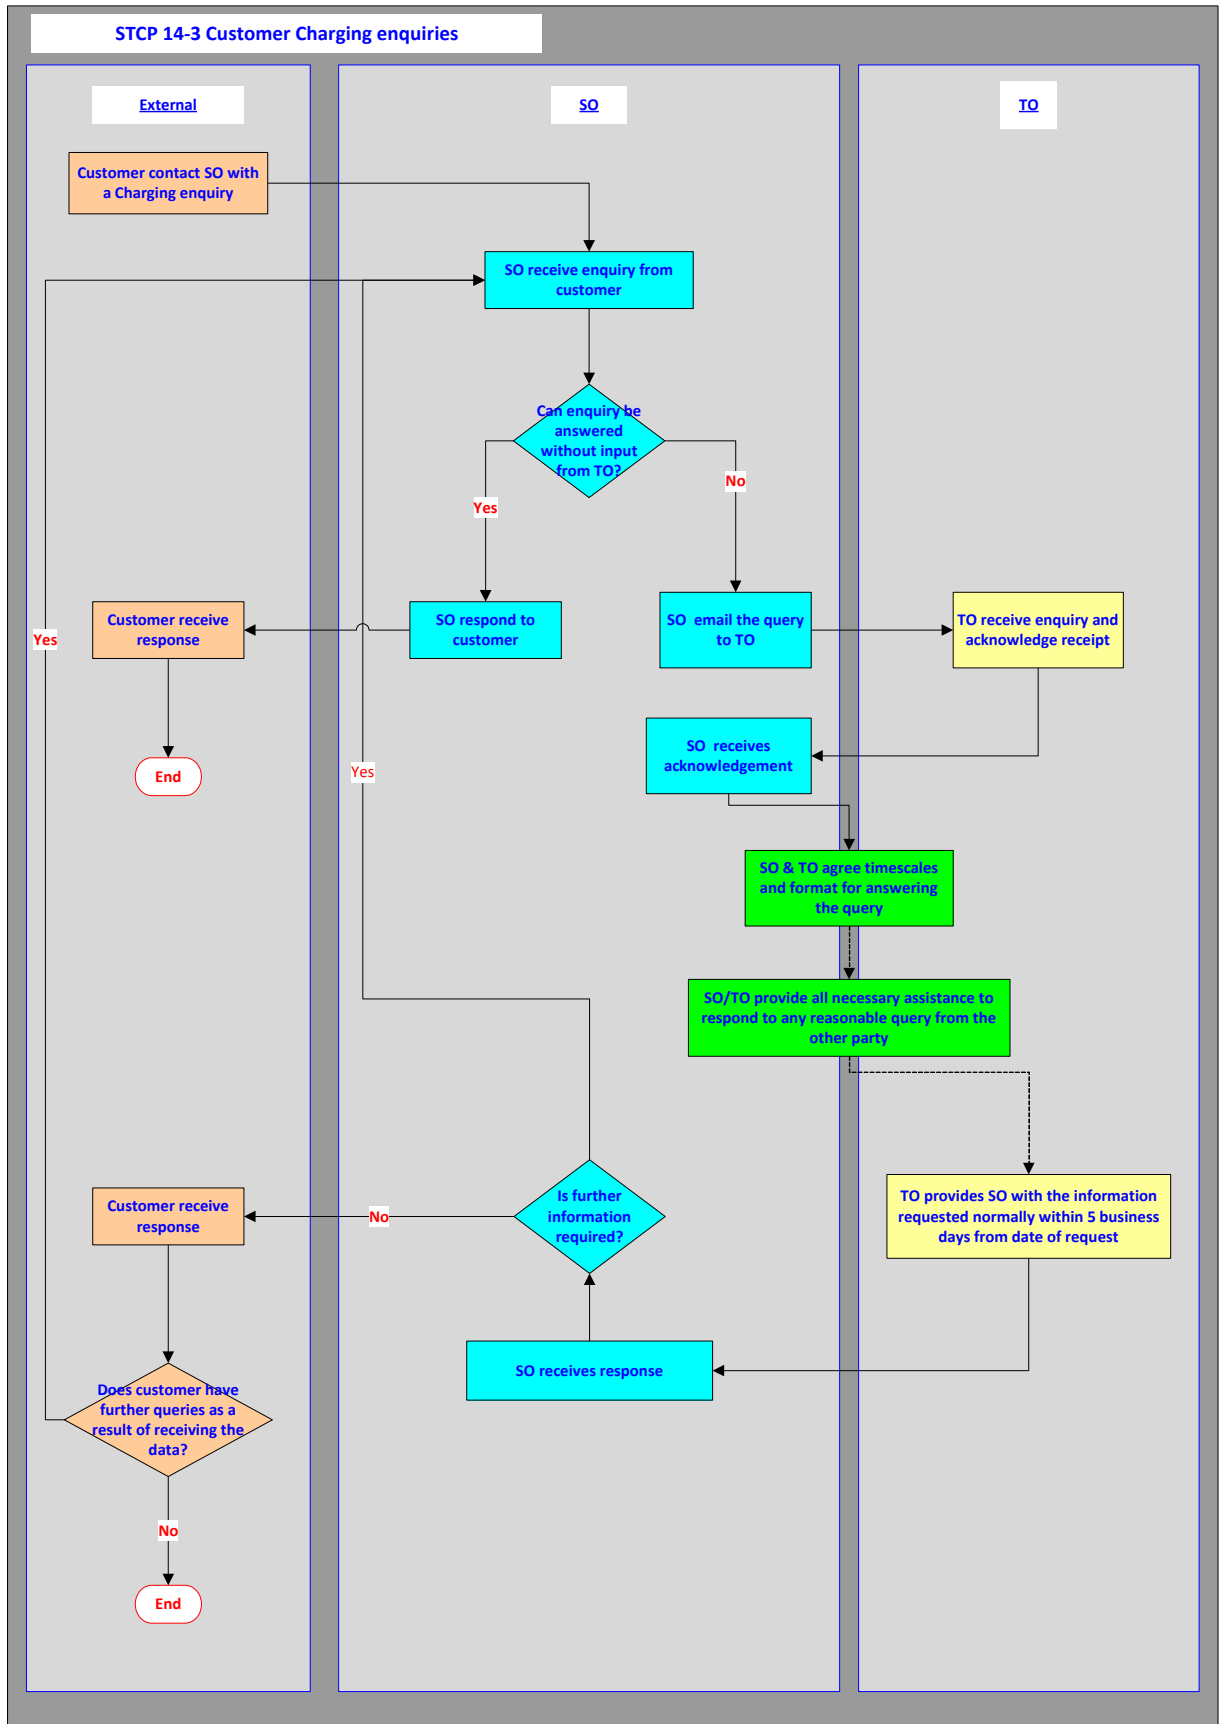 STCP 14-3 Customer Charging enquiries
External
SO
TO
Customer contact SO with
a Charging enquiry
SO receive enquiry from
customer
Can enquiry be
answered
without input
from TO?
No
Yes
Customer receive
response
SO respond to
customer
SO email the query
to TO
TO receive enquiry and
acknowledge receipt
Yes
SO receives
acknowledgement
End
Yes
SO & TO agree timescales
and format for answering
the query
SO/TO provide all necessary assistance to
respond to any reasonable query from the
other party
Customer receive
response
No
Is further
information
required?
TO provides SO with the information
requested normally within 5 business
days from date of request
SO receives response
Does customer have
further queries as a
result of receiving the
data?
No
End